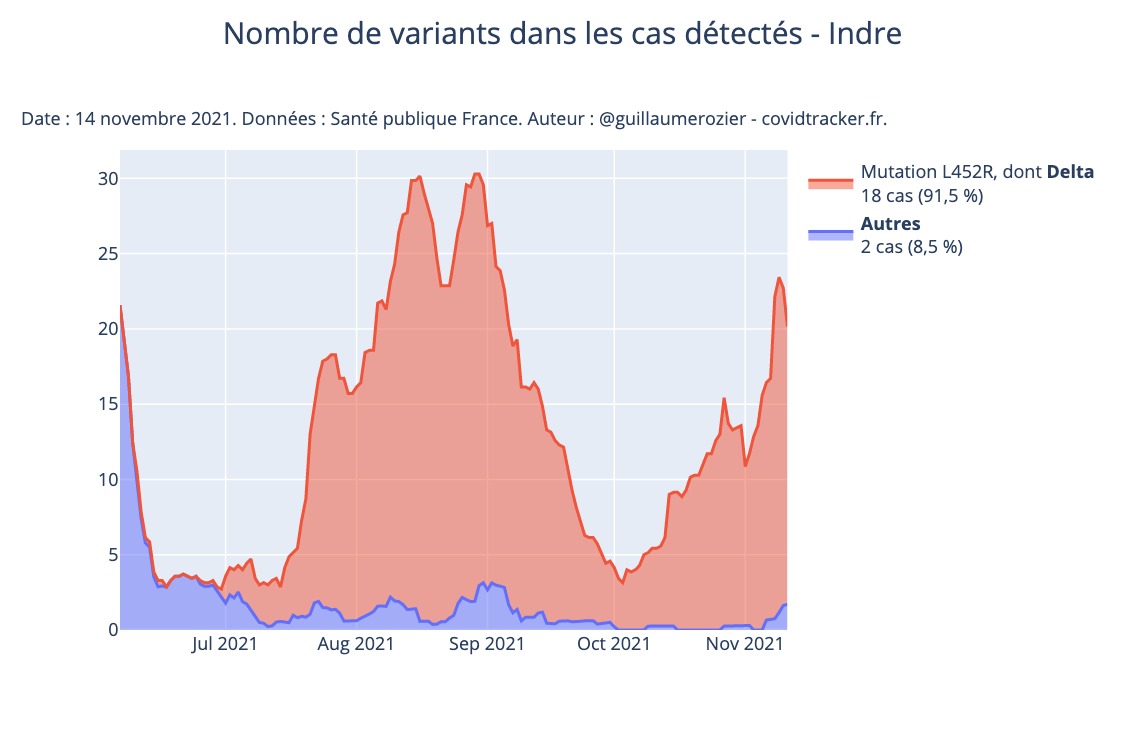 Nombre de variants dans les cas détectés - Indre
Date : 14 novembre 2021. Données : Santé publique France. Auteur : @guillaumerozier - covidtracker.fr.
Mutation L452R, dont Delta
18 cas (91,5 %)
Autres
2 cas (8,5 %)
30
25
20
15
10
5
0
Jul 2021
Aug 2021
Sep 2021
Oct 2021
Nov 2021